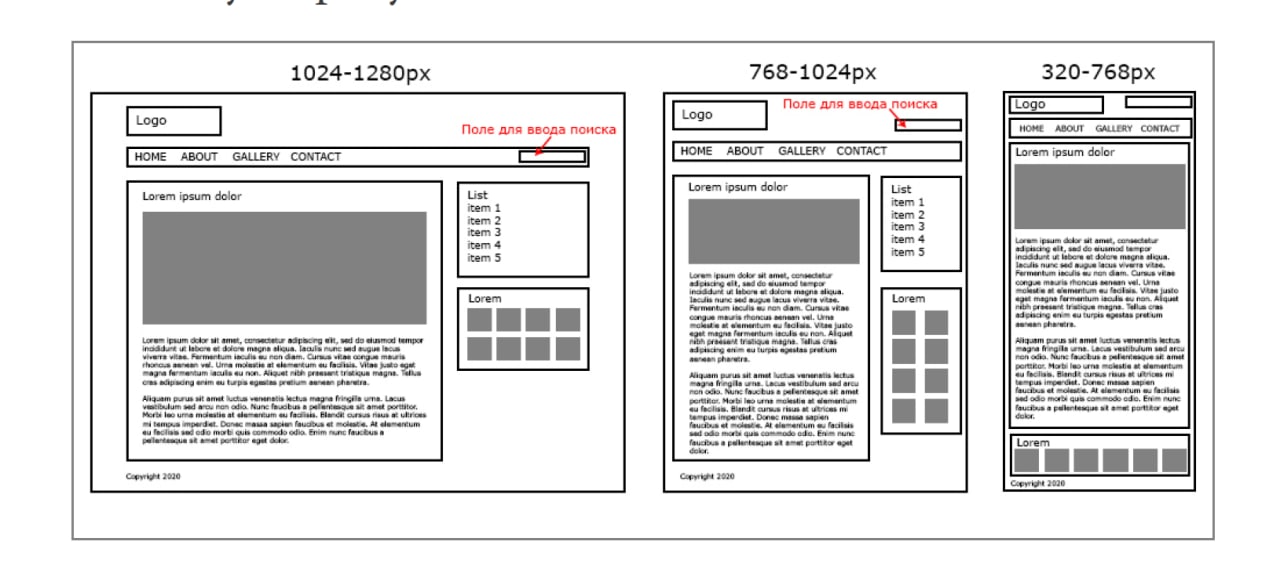 1024-1280px
Logo
Поле для ввода поиска
HOME ABOUT GALLERY CONTACT
Lorem ipsum dolor
Lorem ipsum dolor sit amet, consectetur adipiscing elit, sed do eiusmod tempor
incididunt ut labore et dolore magna aliqua. Iaculis nunc sed augue lacus
viverra vitae. Fermentum iaculis eu non diam. Cursus vitae congue mauris
rhoncus aenean vel. Urna molestie at elementum eu facilisis. Vitae justo eget
magna fermentum iaculis eu non. Aliquet nibh praesent tristique magna. Tellus
cras adipiscing enim eu turpis egestas pretium aenean pharetra.
Aliquam purus sit amet luctus venenatis lectus magna fringilla urna. Lacus
vestibulum sed arcu non odio. Nunc faucibus a pellentesque sit amet porttitor.
Morbi leo urna molestie at elementum eu facilisis. Blandit cursus risus at ultrices
mi tempus imperdiet. Donec massa sapien faucibus et molestie. At elementum
eu facilisis sed odio morbi quis commodo odio. Enim nunc faucibus a
pellentesque sit amet porttitor eget dolor.
List
item 1
item 2
item 3
item 4
item 5
Lorem
Copyright 2020
768-1024px
Logo
Поле для ввода поиска
HOME ABOUT GALLERY CONTACT
Lorem ipsum dolor
Lorem ipsum dolor sit amet, consectetur
adipiscing elit, sed do eiusmod tempor
incididunt ut labore et dolore magna aliqua.
Iaculis nunc sed augue lacus viverra vitae.
Fermentum iaculis eu non diam. Cursus vitae
congue mauris rhoncus aenean vel. Urna
molestie at elementum eu facilisis. Vitae justo
eget magna fermentum iaculis eu non. Aliquet
nibh praesent tristique magna. Tellus cras
adipiscing enim eu turpis egestas pretium
aenean pharetra.
Aliquam purus sit amet luctus venenatis lectus
magna fringilla urna. Lacus vestibulum sed arcu
non odio. Nunc faucibus a pellentesque sit amet
porttitor. Morbi leo urna molestie at elementum
eu facilisis. Blandit cursus risus at ultrices mi
tempus imperdiet. Donec massa sapien
faucibus et molestie. At elementum eu facilisis
sed odio morbi quis commodo odio. Enim nunc
faucibus a pellentesque sit amet porttitor eget
dolor.
List
item 1
item 2
item 3
item 4
item 5
Lorem
Copyright 2020
320-768px
Logo
HOME ABOUT GALLERY CONTACT
Lorem ipsum dolor
Lorem ipsum dolor sit amet, consectetur
adipiscing elit, sed do eiusmod tempor
incididunt ut labore et dolore magna aliqua.
Iaculis nunc sed augue lacus viverra vitae.
Fermentum iaculis eu non diam. Cursus vitae
congue mauris rhoncus aenean vel. Urna
molestie at elementum eu facilisis. Vitae justo
eget magna fermentum iaculis eu non. Aliquet
nibh praesent tristique magna. Tellus cras
adipiscing enim eu turpis egestas pretium
aenean pharetra.
Aliquam purus sit amet luctus venenatis lectus
magna fringilla urna. Lacus vestibulum sed arcu
non odio. Nunc faucibus a pellentesque sit amet
porttitor. Morbi leo urna molestie at elementum
eu facilisis. Blandit cursus risus at ultrices mi
tempus imperdiet. Donec massa sapien
faucibus et molestie. At elementum eu facilisis
sed odio morbi quis commodo odio. Enim nunc
faucibus a pellentesque sit amet porttitor eget
dolor.
Lorem
Copyright 2020